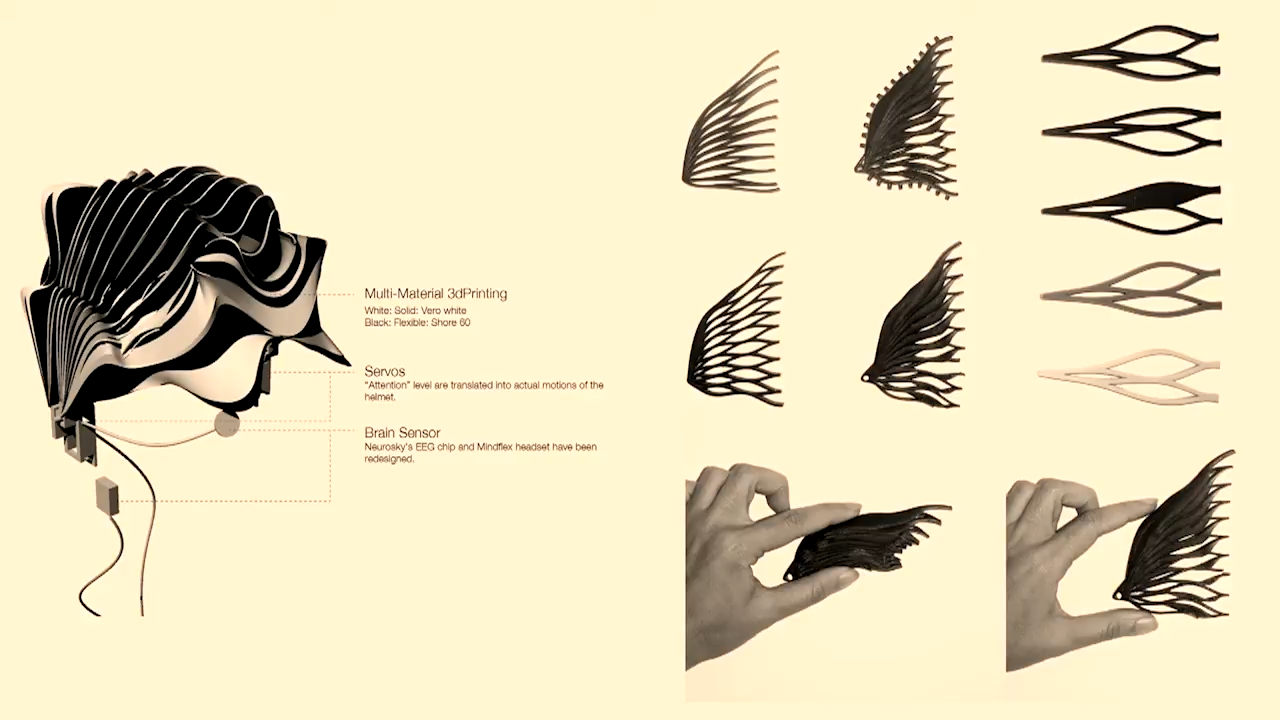 Multi-Material 3dPrinting
White: Solid: Vero white
Black: Flexible: Shore 60
Servos
“Attention” level are translated into actual motions of the
helmet.
Brain Sensor
Neurosky's EEG chip and Mindflex headset have been
redesigned.